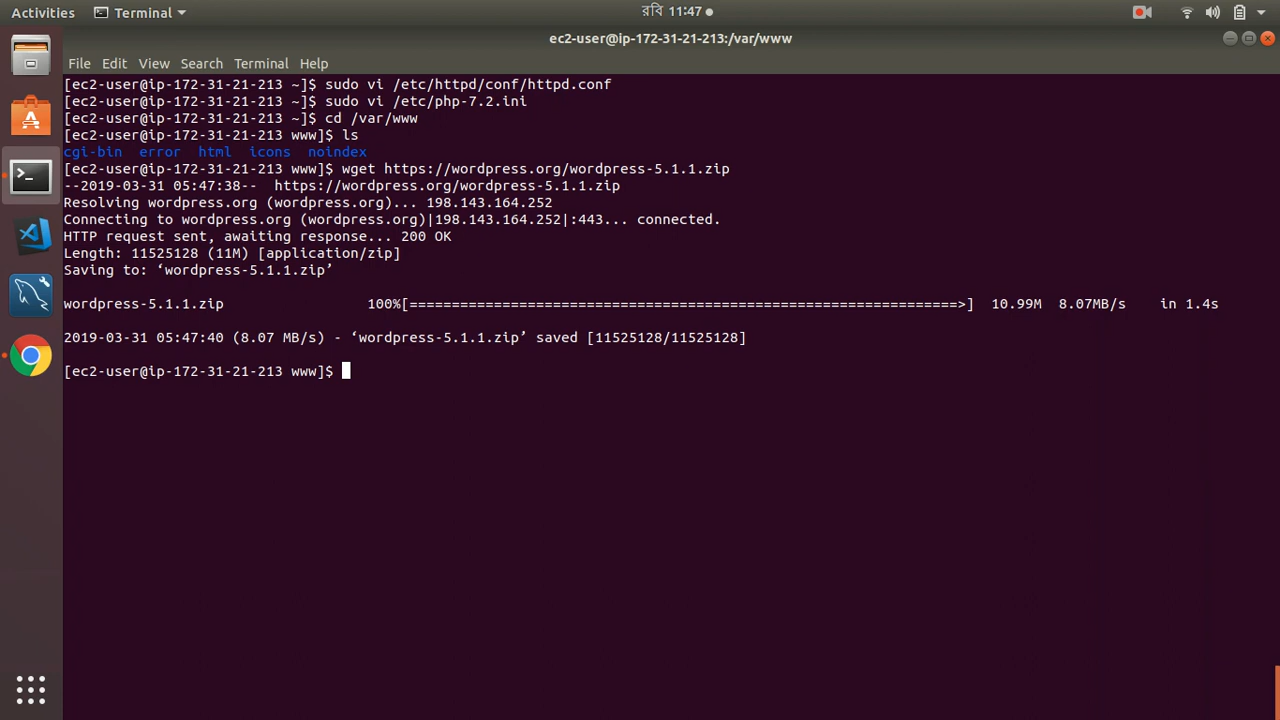 Activities Terminal রবি 11:47
ec2-user@ip-172-31-21-213:/var/www
File Edit View Search Terminal Help
[ec2-user@ip-172-31-21-213 ~]$ sudo vi /etc/httpd/conf/httpd.conf
[ec2-user@ip-172-31-21-213 ~]$ sudo vi /etc/php-7.2.ini
[ec2-user@ip-172-31-21-213 ~]$ cd /var/www
[ec2-user@ip-172-31-21-213 www]$ ls
cgi-bin error html icons noindex
[ec2-user@ip-172-31-21-213 www]$ wget https://wordpress.org/wordpress-5.1.1.zip
--2019-03-31 05:47:38-- https://wordpress.org/wordpress-5.1.1.zip
Resolving wordpress.org (wordpress.org)... 198.143.164.252
Connecting to wordpress.org (wordpress.org)|198.143.164.252|:443... connected.
HTTP request sent, awaiting response... 200 OK
Length: 11525128 (11M) [application/zip]
Saving to: ‘wordpress-5.1.1.zip’
wordpress-5.1.1.zip 100%[=================================================================>] 10.99M 8.07MB/s in 1.4s
2019-03-31 05:47:40 (8.07 MB/s) - ‘wordpress-5.1.1.zip’ saved [11525128/11525128]
[ec2-user@ip-172-31-21-213 www]$